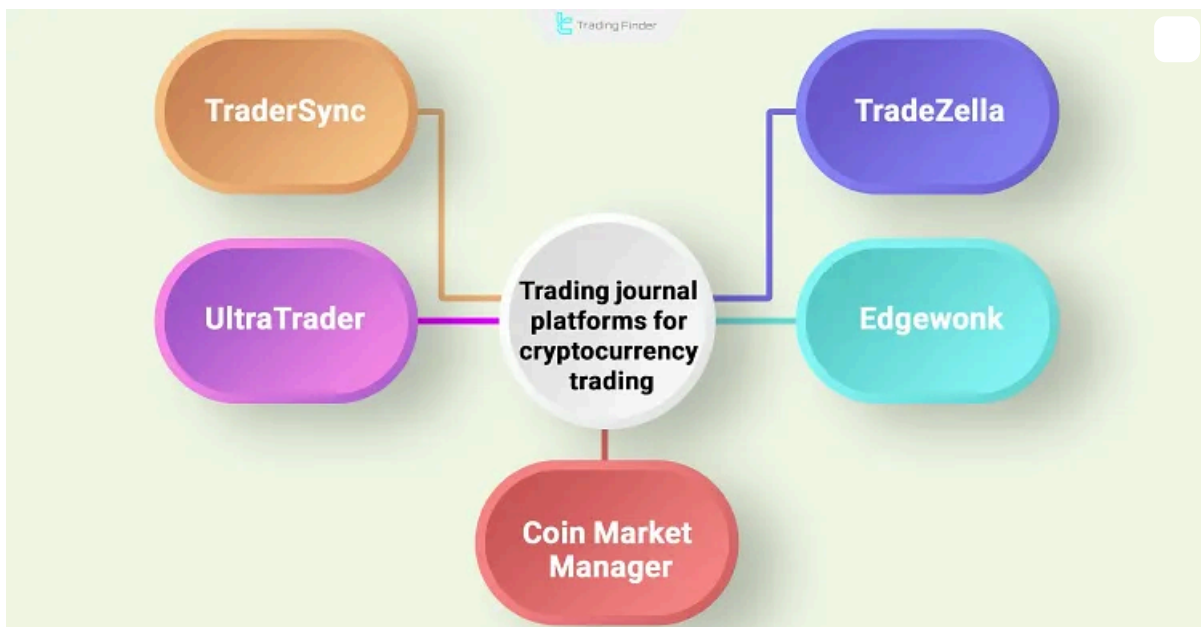 Trading Finder
TraderSync
TradeZella
UltraTrader
Trading journal
platforms for
cryptocurrency
trading
Edgewonk
Coin Market
Manager